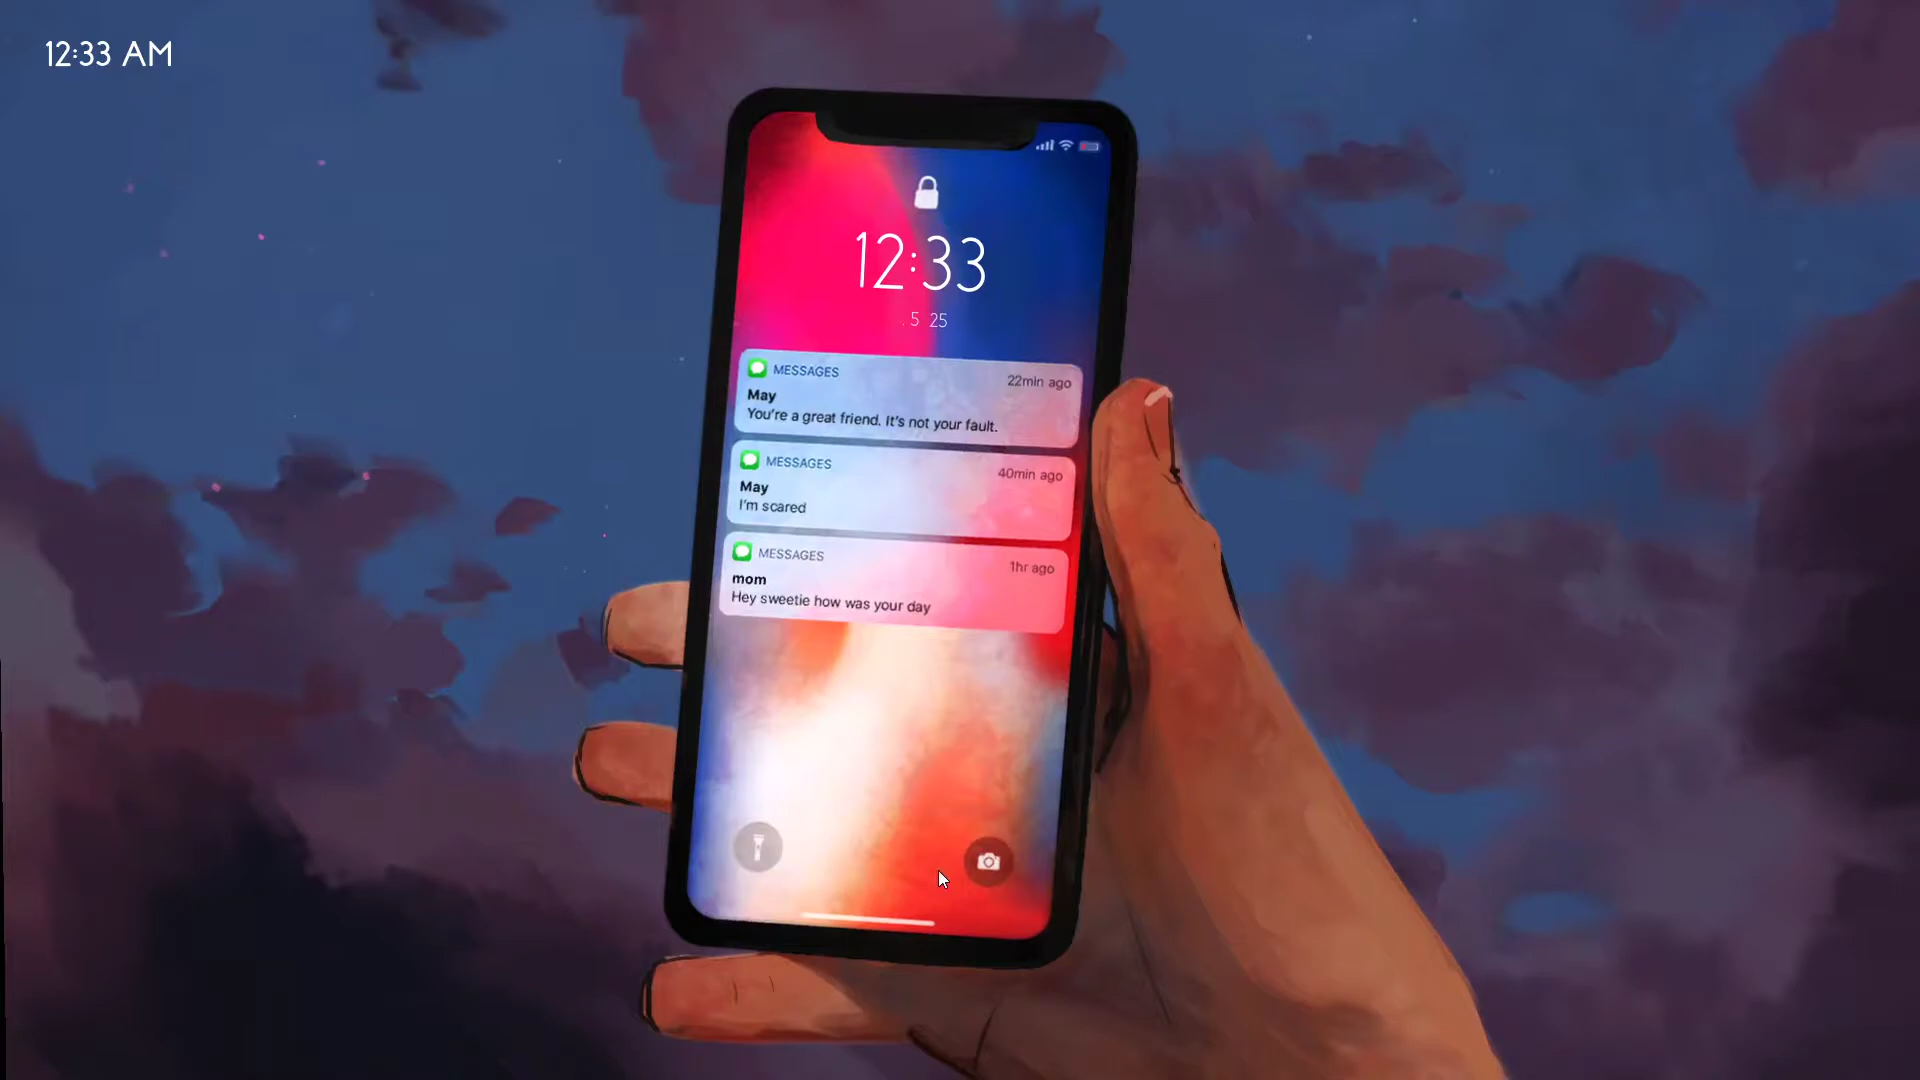 12:33 AM
12:33
. 5 25
MESSAGES
22min ago
May
You're a great friend. It's not your fault.
MESSAGES
40min ago
May
I'm scared
MESSAGES
1hr ago
mom
Hey sweetie how was your day